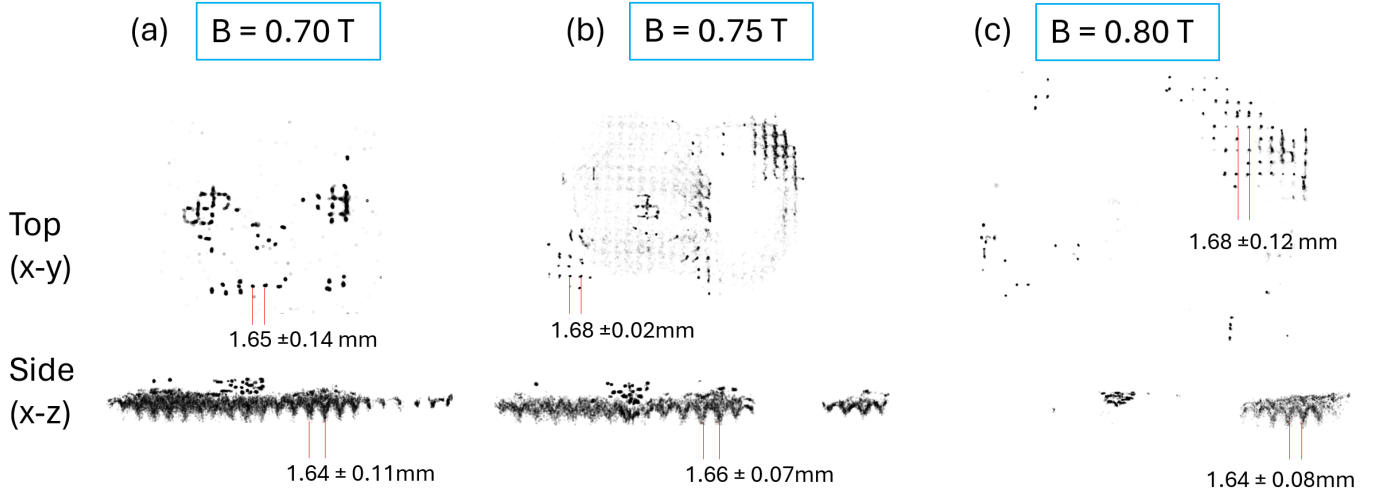 (a) B = 0.70 T
(b) B = 0.75 T
(c) B = 0.80 T
Top
(x-y)
1.65 ±0.14 mm
1.68 ±0.02mm
1.68 ±0.12 mm
Side
(x-z)
1.64 ± 0.11mm
1.66 ± 0.07mm
1.64 ± 0.08mm